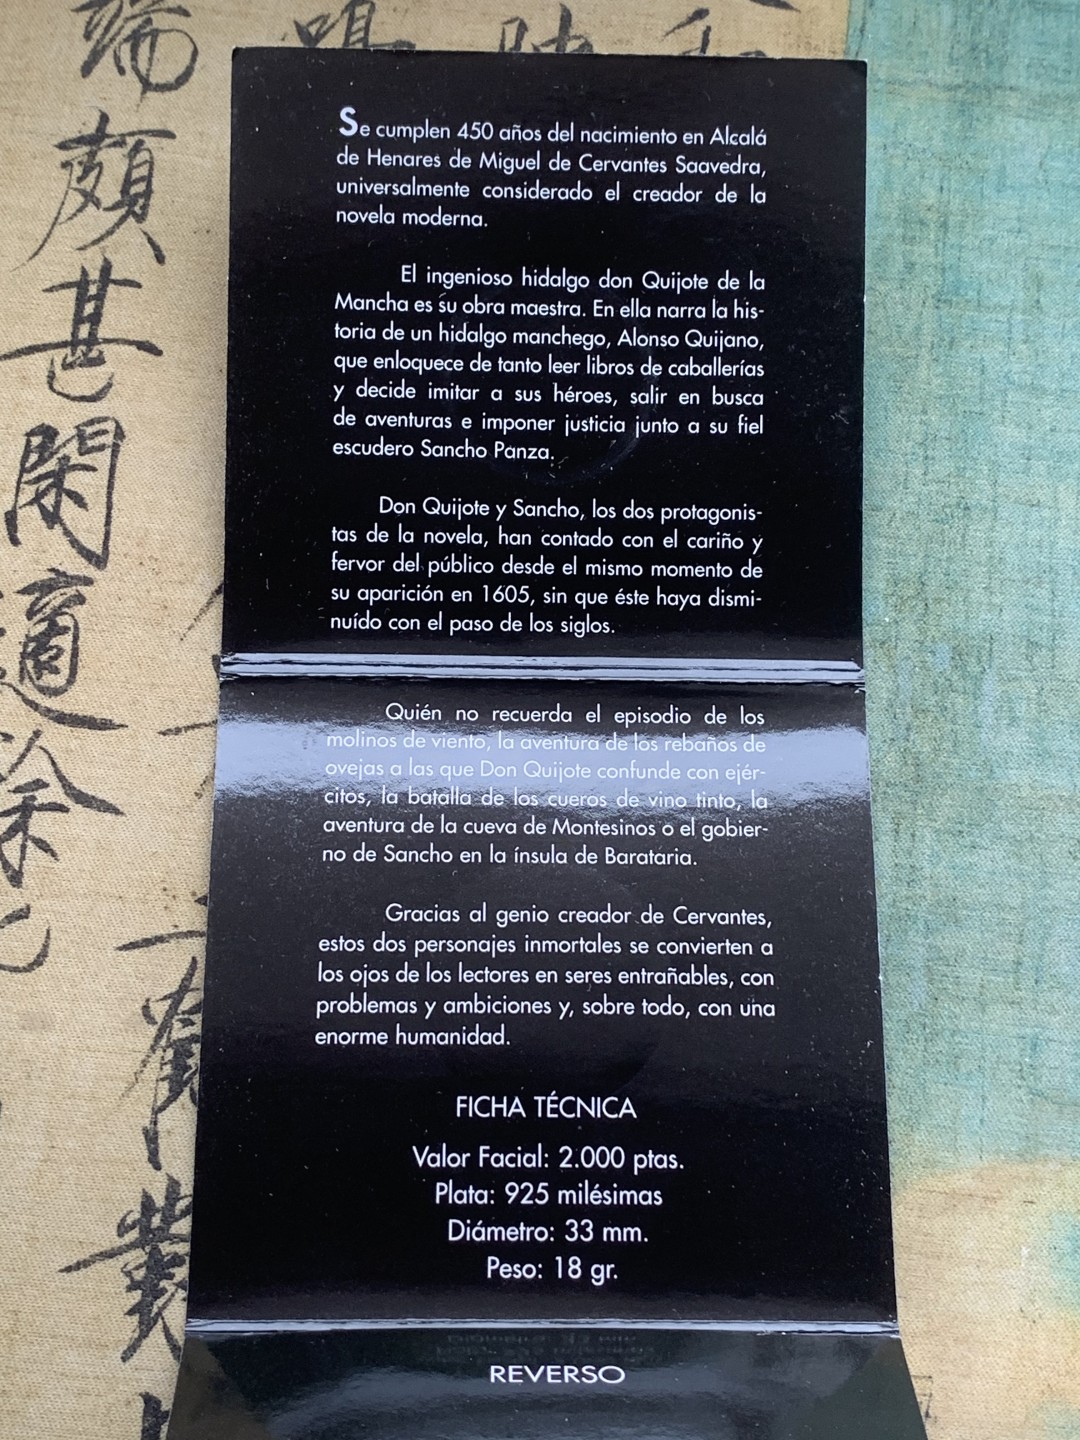 Se cumplen 450 años del nacimiento en Alcalá
de Henares de Miguel de Cervantes Saavedra,
universalmente considerado el creador de la
novela moderna.
El ingenioso hidalgo don Quijote de la
Mancha es su obra maestra. En ella narra la his-
toria de un hidalgo manchego, Alonso Quijano,
que enloquece de tanto leer libros de caballerías
y decide imitar a sus héroes, salir en busca
de aventuras e imponer justicia junto a su fiel
escudero Sancho Panza.
Don Quijote y Sancho, los dos protagonis-
tas de la novela, han contado con el cariño y
fervor del público desde el mismo momento de
su aparición en 1605, sin que éste haya dismi-
nuído con el paso de los siglos.
Quién no recuerda el episodio de los
molinos de viento, la aventura de los rebaños de
ovejas a las que Don Quijote confunde con ejér-
citos, la batalla de los cueros de vino tinto, la
aventura de la cueva de Montesinos o el gobier-
no de Sancho en la ínsula de Barataria.
Gracias al genio creador de Cervantes,
estos dos personajes inmortales se convierten a
los ojos de los lectores en seres entrañables, con
problemas y ambiciones y, sobre todo, con una
enorme humanidad.
FICHA TÉCNICA
Valor Facial: 2.000 ptas.
Plata: 925 milésimas
Diámetro: 33 mm.
Peso: 18 gr.
REVERSO
端
頗
甚
閑
適
餘